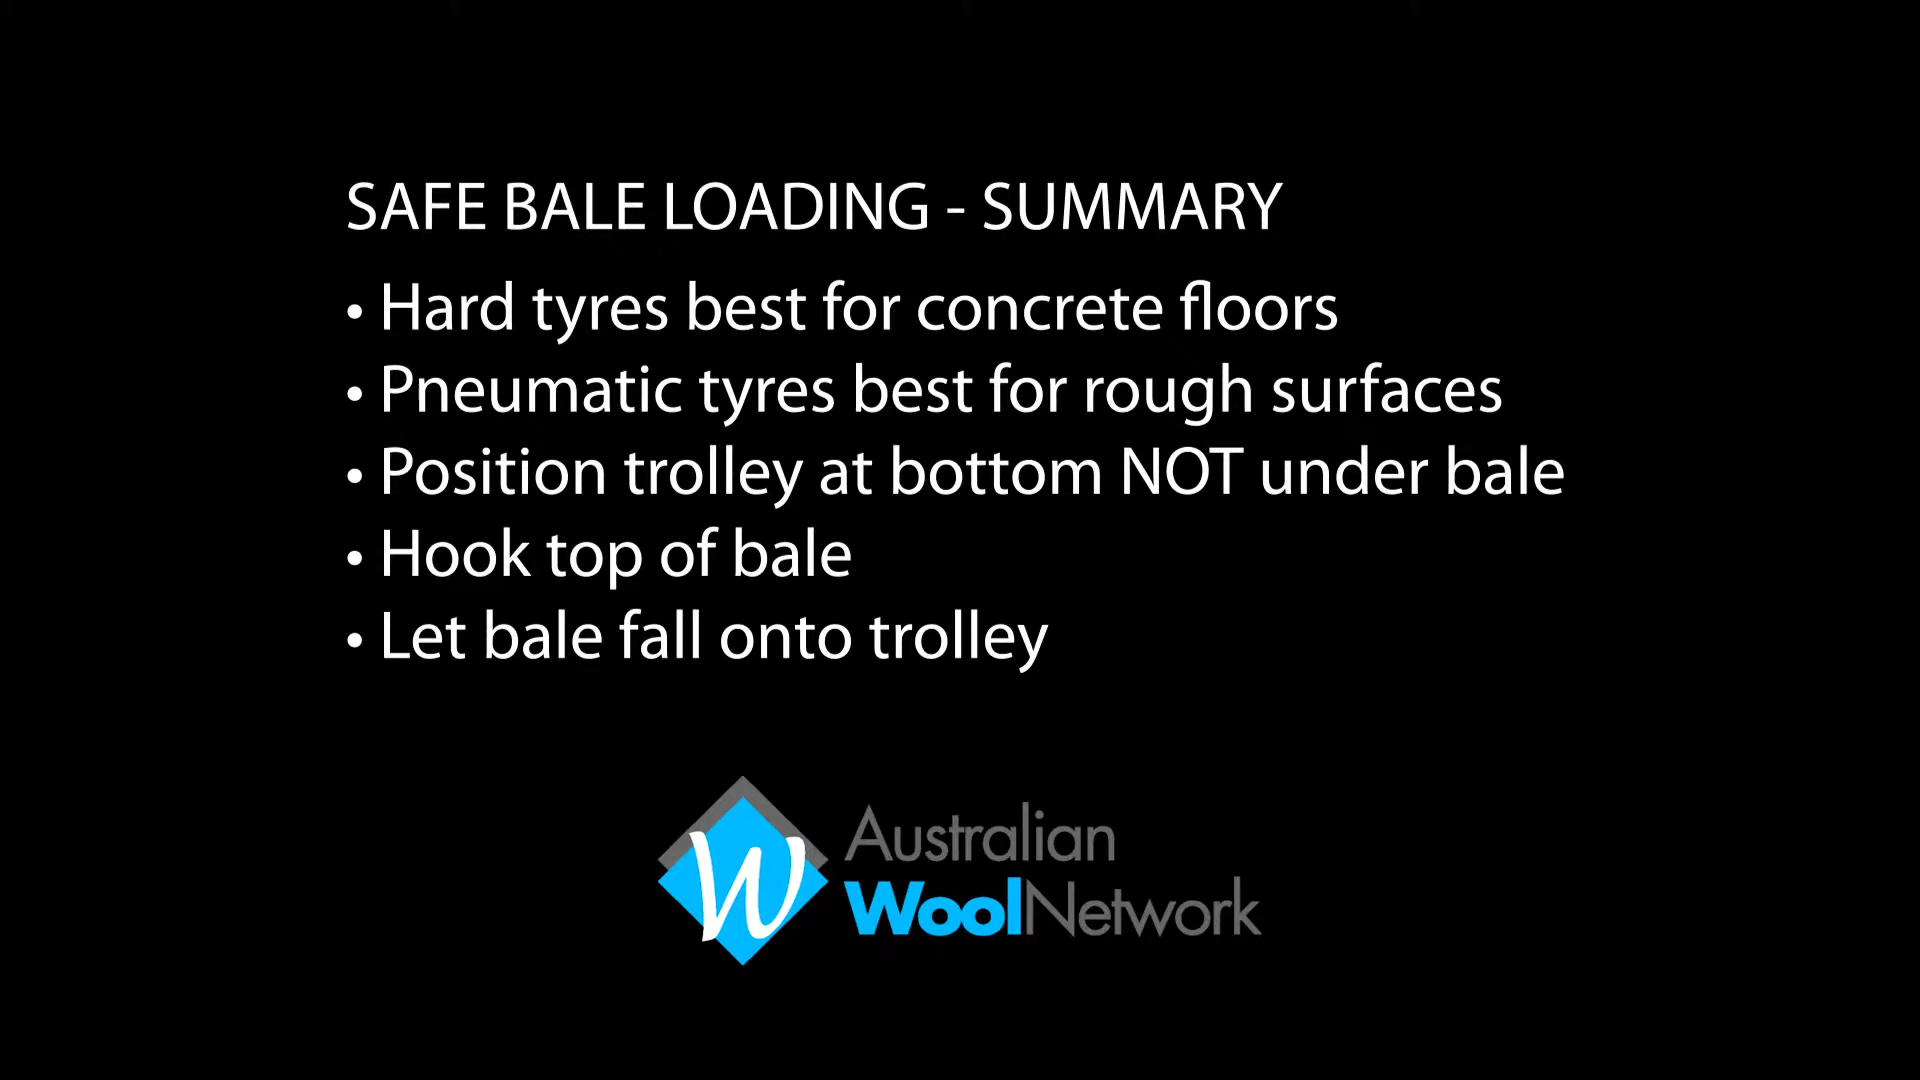 SAFE BALE LOADING - SUMMARY
• Hard tyres best for concrete floors
• Pneumatic tyres best for rough surfaces
• Position trolley at bottom NOT under bale
• Hook top of bale
• Let bale fall onto trolley
W
Australian
WoolNetwork